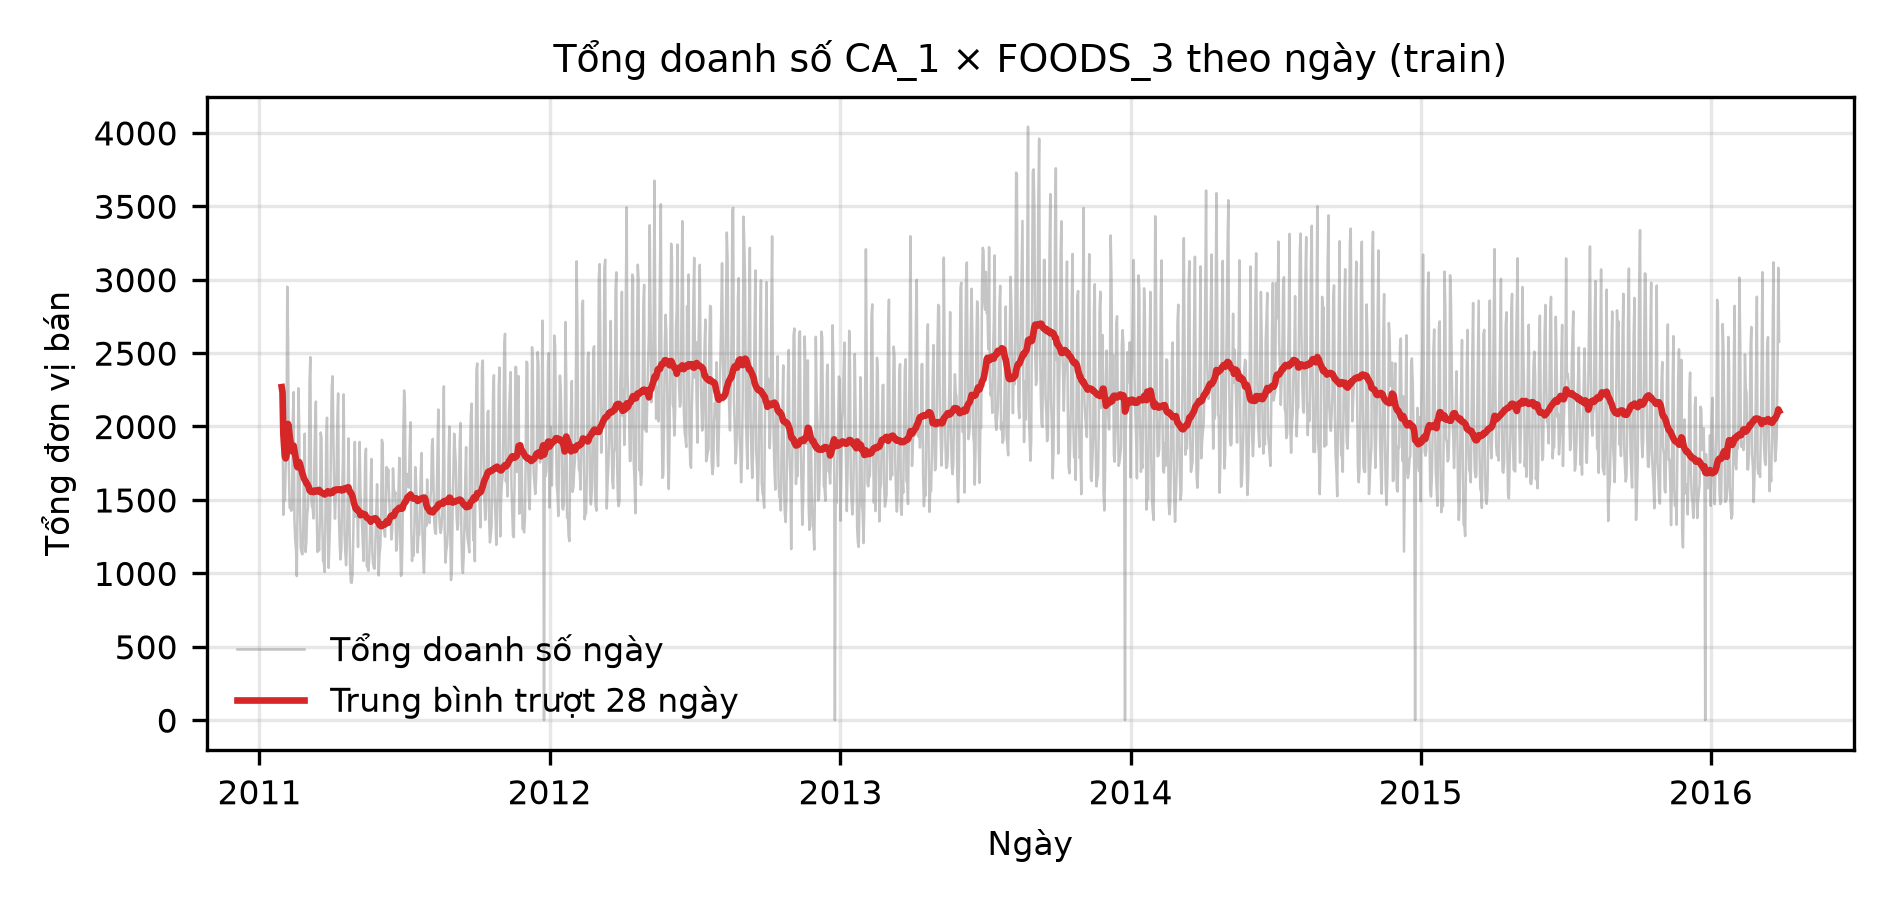 Tổng doanh số CA_1 × FOODS_3 theo ngày (train)
Tổng đơn vị bán
4000
3500
3000
2500
2000
1500
1000
500
0
Tổng doanh số ngày
Trung bình trượt 28 ngày
2011 2012 2013 2014 2015 2016
Ngày